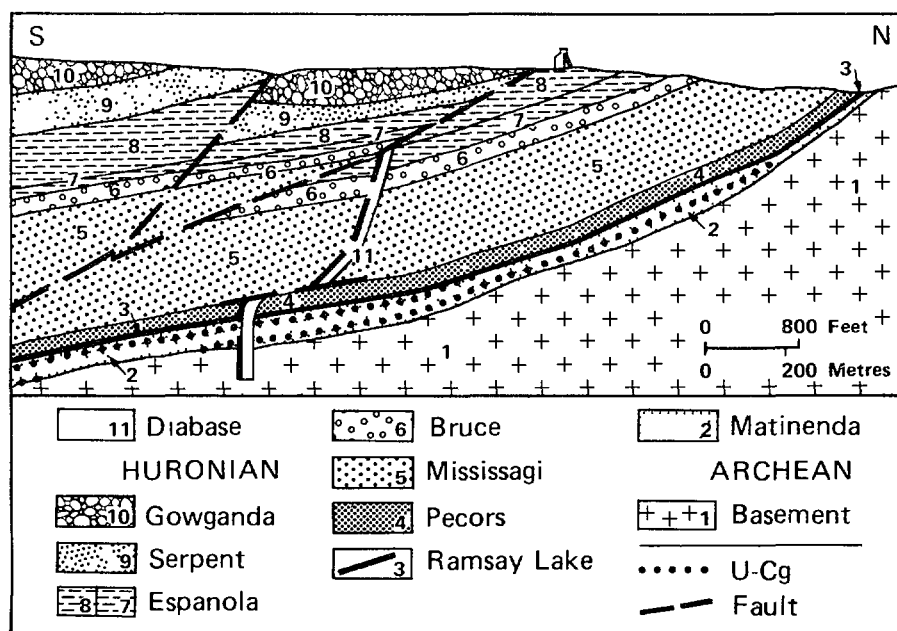 S N
3
10 10 8
9 9 7
8 8 7 6
7 6 6 5
6 5 4 1
5 5 11 2
3 4
0 800 Feet
2 1 0 200 Metres
11 Diabase 6 Bruce 2 Matinenda
HURONIAN 5 Mississagi ARCHEAN
10 Gowganda 4 Pecors 1 Basement
9 Serpent 3 Ramsay Lake U-Cg
8 7 Espanola Fault